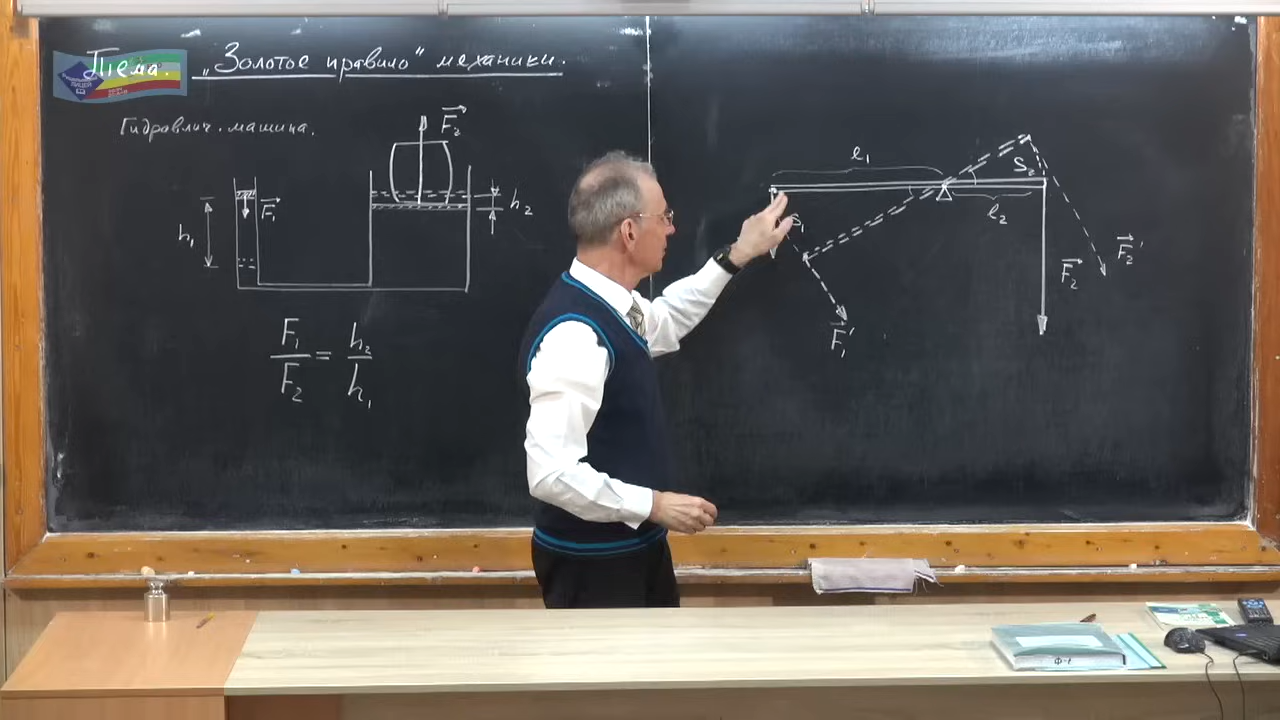 Тема. „Золотое правило" механики.
Гидравлич. машина.
F₂
h₂
F₁
h₁
F₁/F₂ = h₂/h₁
l₁
S₂
l₂
S₁
F₂'
F₂
F₁'
Ф-1